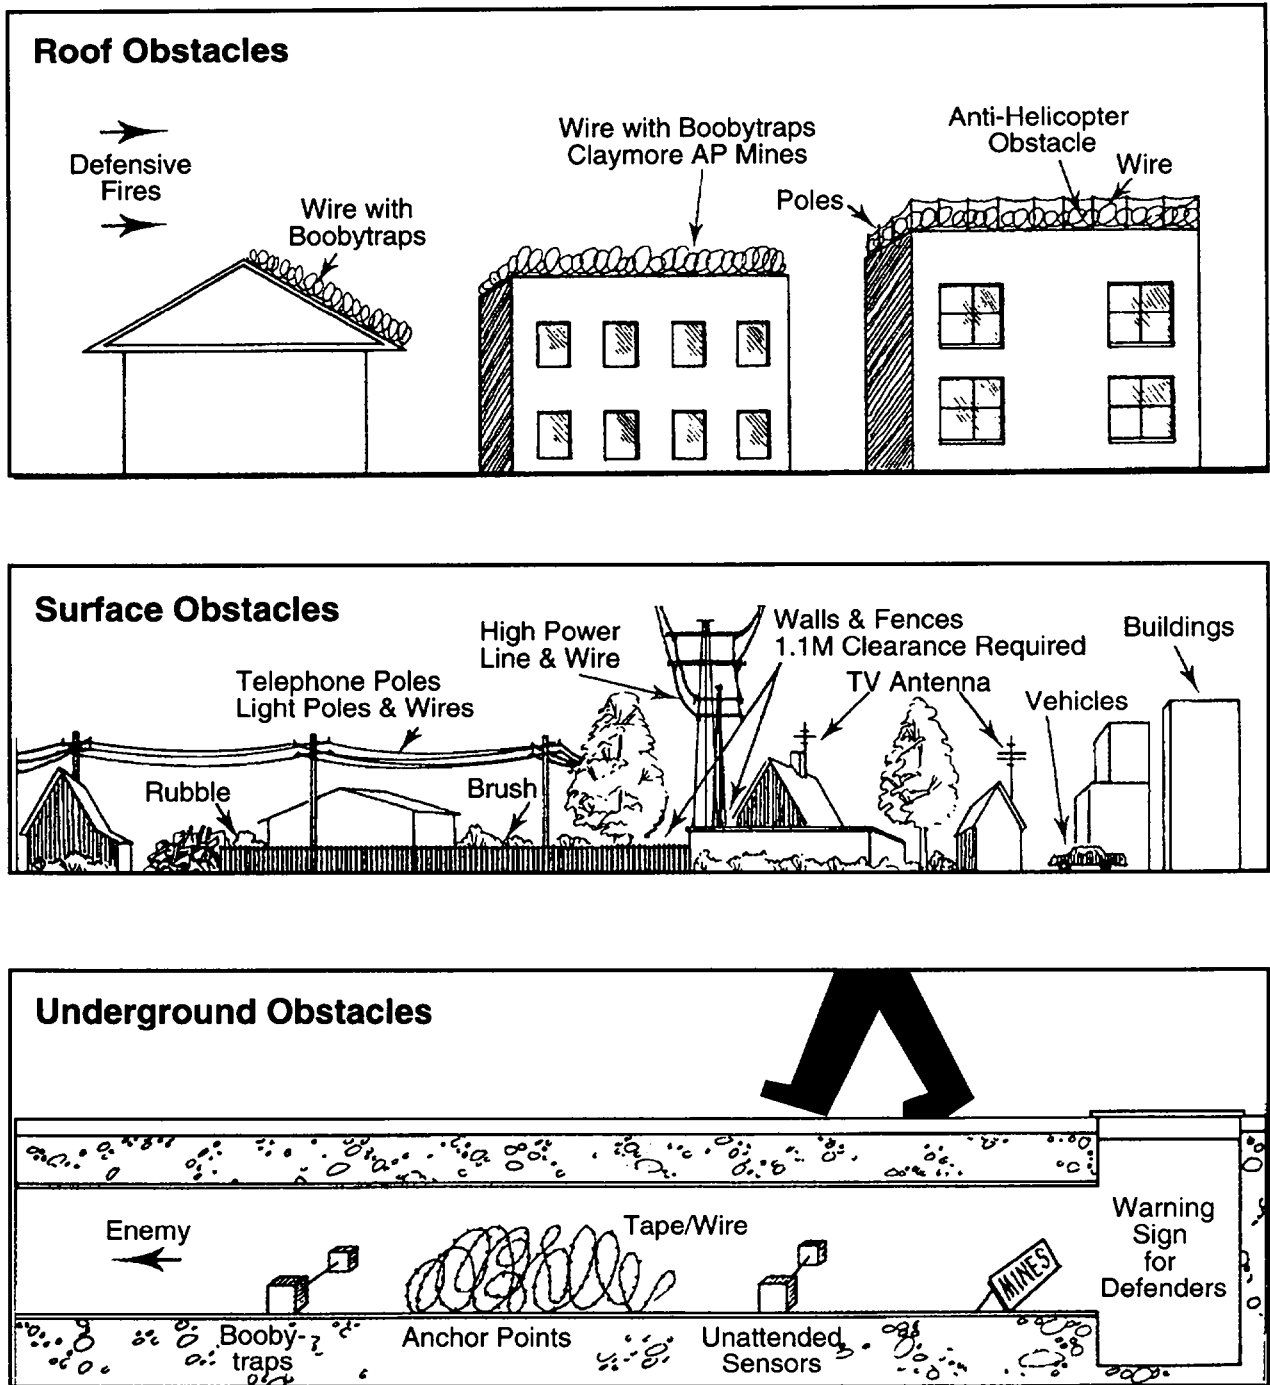 Roof Obstacles
Defensive
Fires
Wire with
Boobytraps
Wire with Boobytraps
Claymore AP Mines
Anti-Helicopter
Obstacle
Wire
Poles
Surface Obstacles
Telephone Poles
Light Poles & Wires
High Power
Line & Wire
Walls & Fences
1.1M Clearance Required
TV Antenna
Vehicles
Buildings
Rubble
Brush
Underground Obstacles
Enemy
Tape/Wire
MINES
Warning
Sign
for
Defenders
Booby-
traps
Anchor Points
Unattended
Sensors